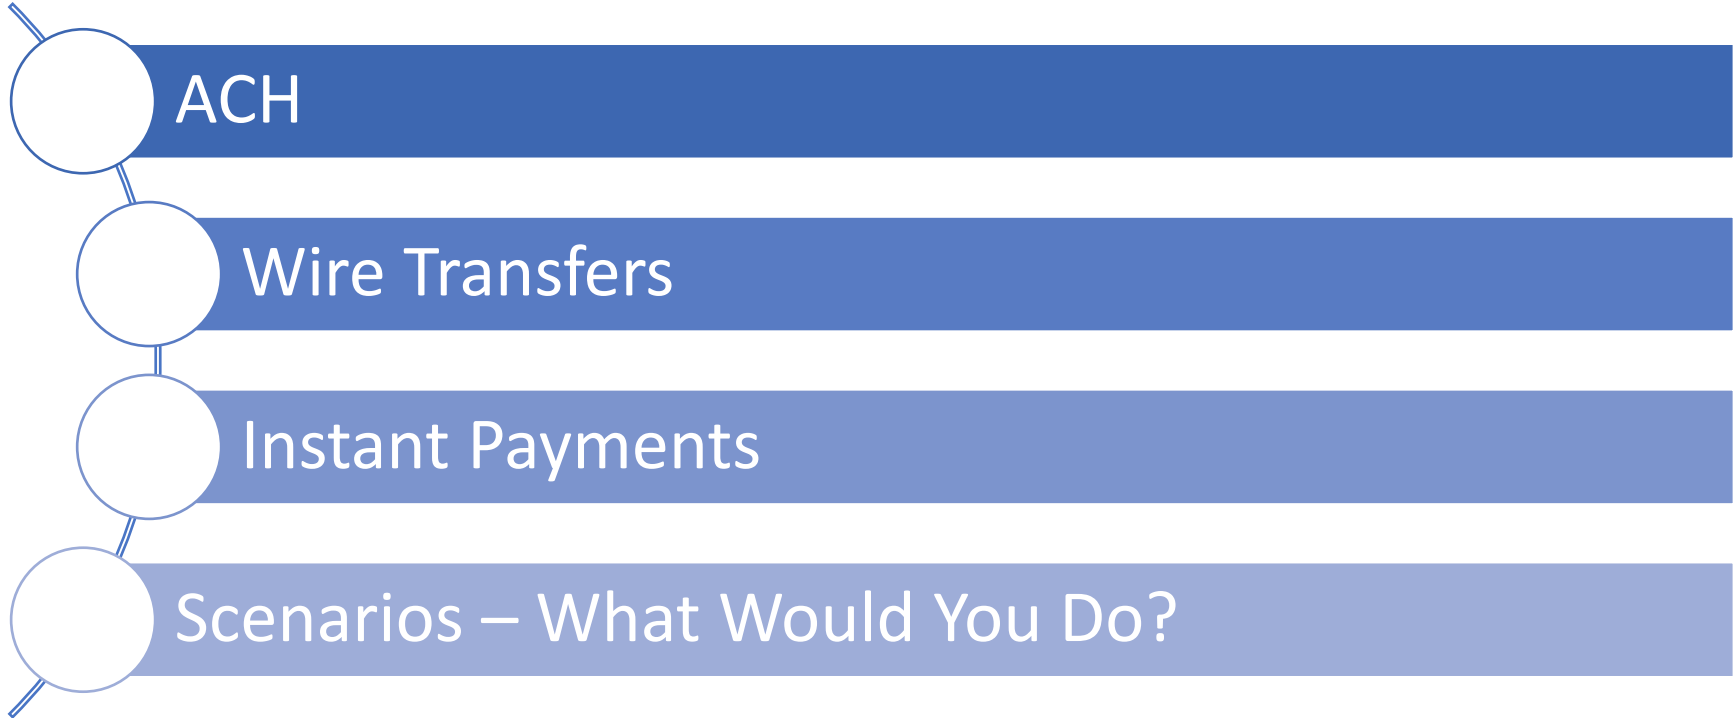 ACH
Wire Transfers
Instant Payments
Scenarios – What Would You Do?